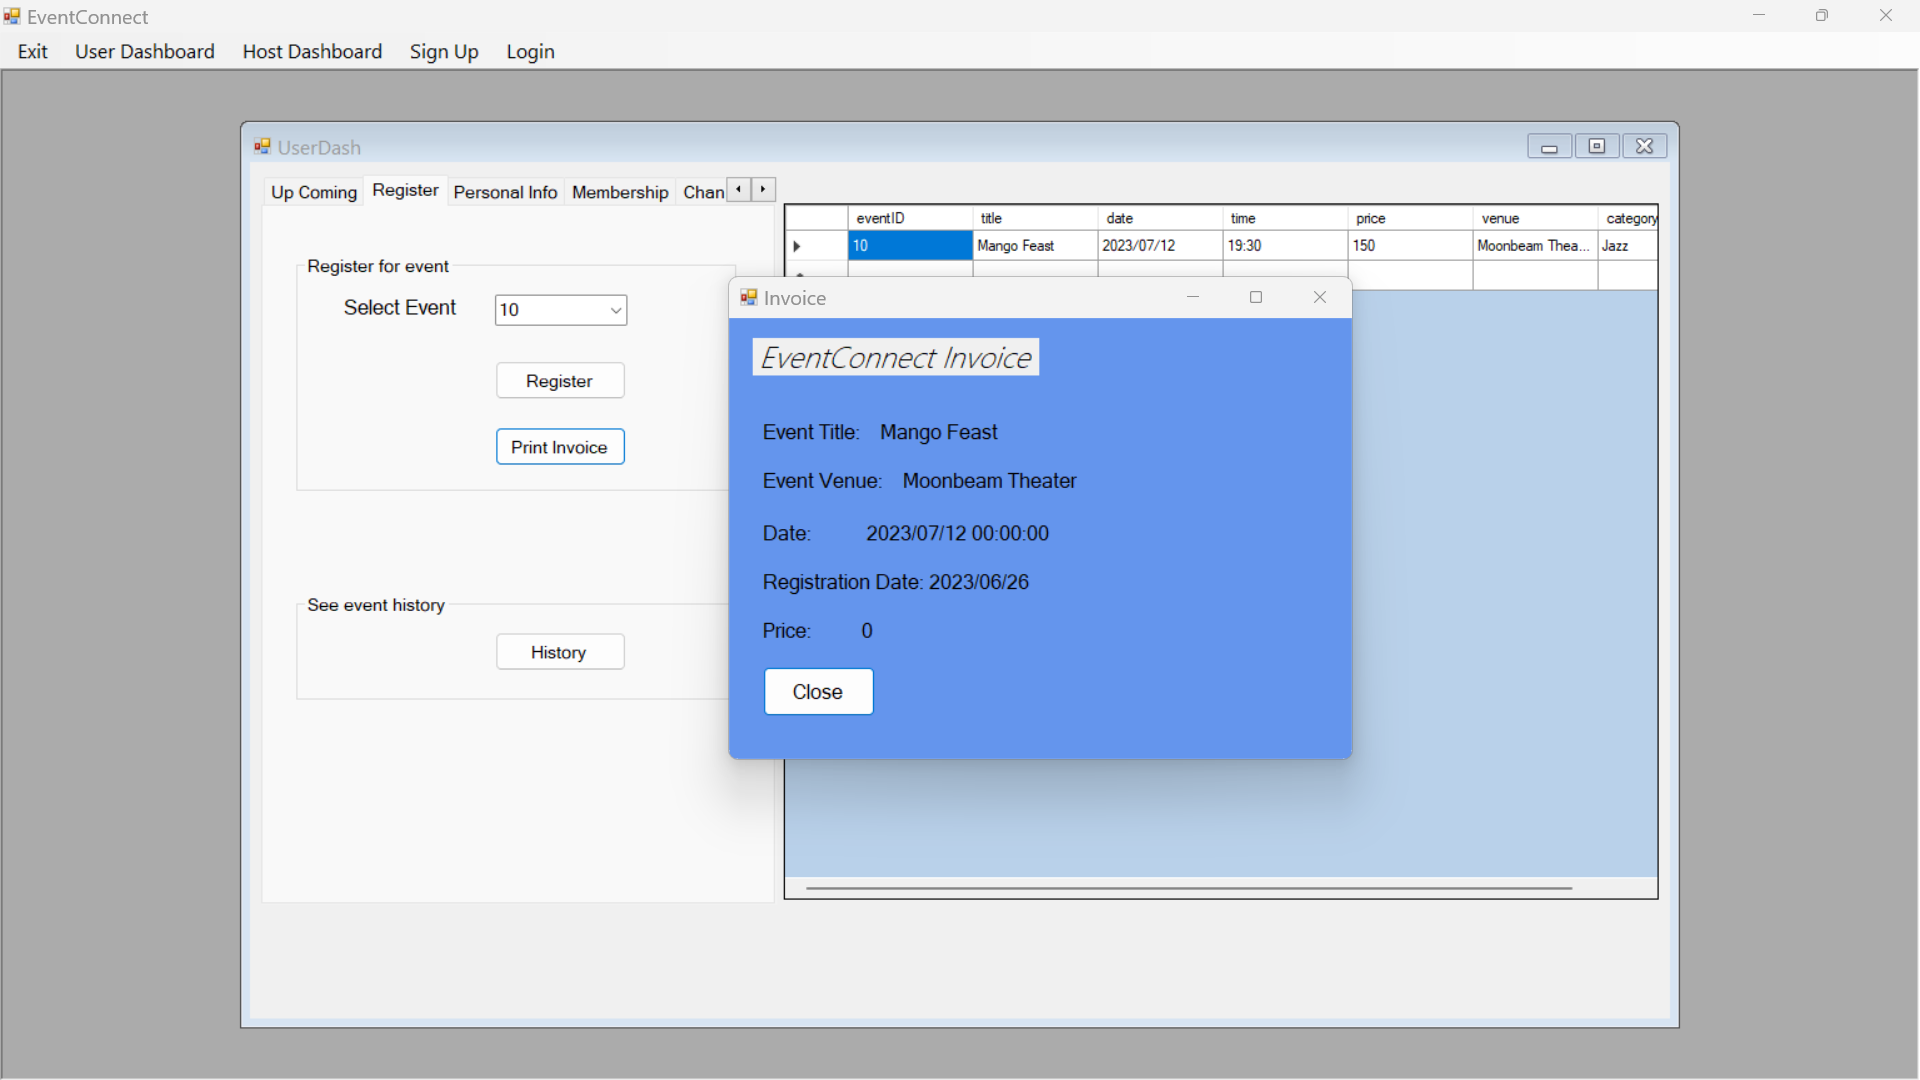 EventConnect
Exit User Dashboard Host Dashboard Sign Up Login
UserDash
Up Coming Register Personal Info Membership Chan
eventID title date time price venue category
10 Mango Feast 2023/07/12 19:30 150 Moonbeam Thea... Jazz
Register for event
Select Event 10
Register
Print Invoice
See event history
History
Invoice
EventConnect Invoice
Event Title: Mango Feast
Event Venue: Moonbeam Theater
Date: 2023/07/12 00:00:00
Registration Date: 2023/06/26
Price: 0
Close